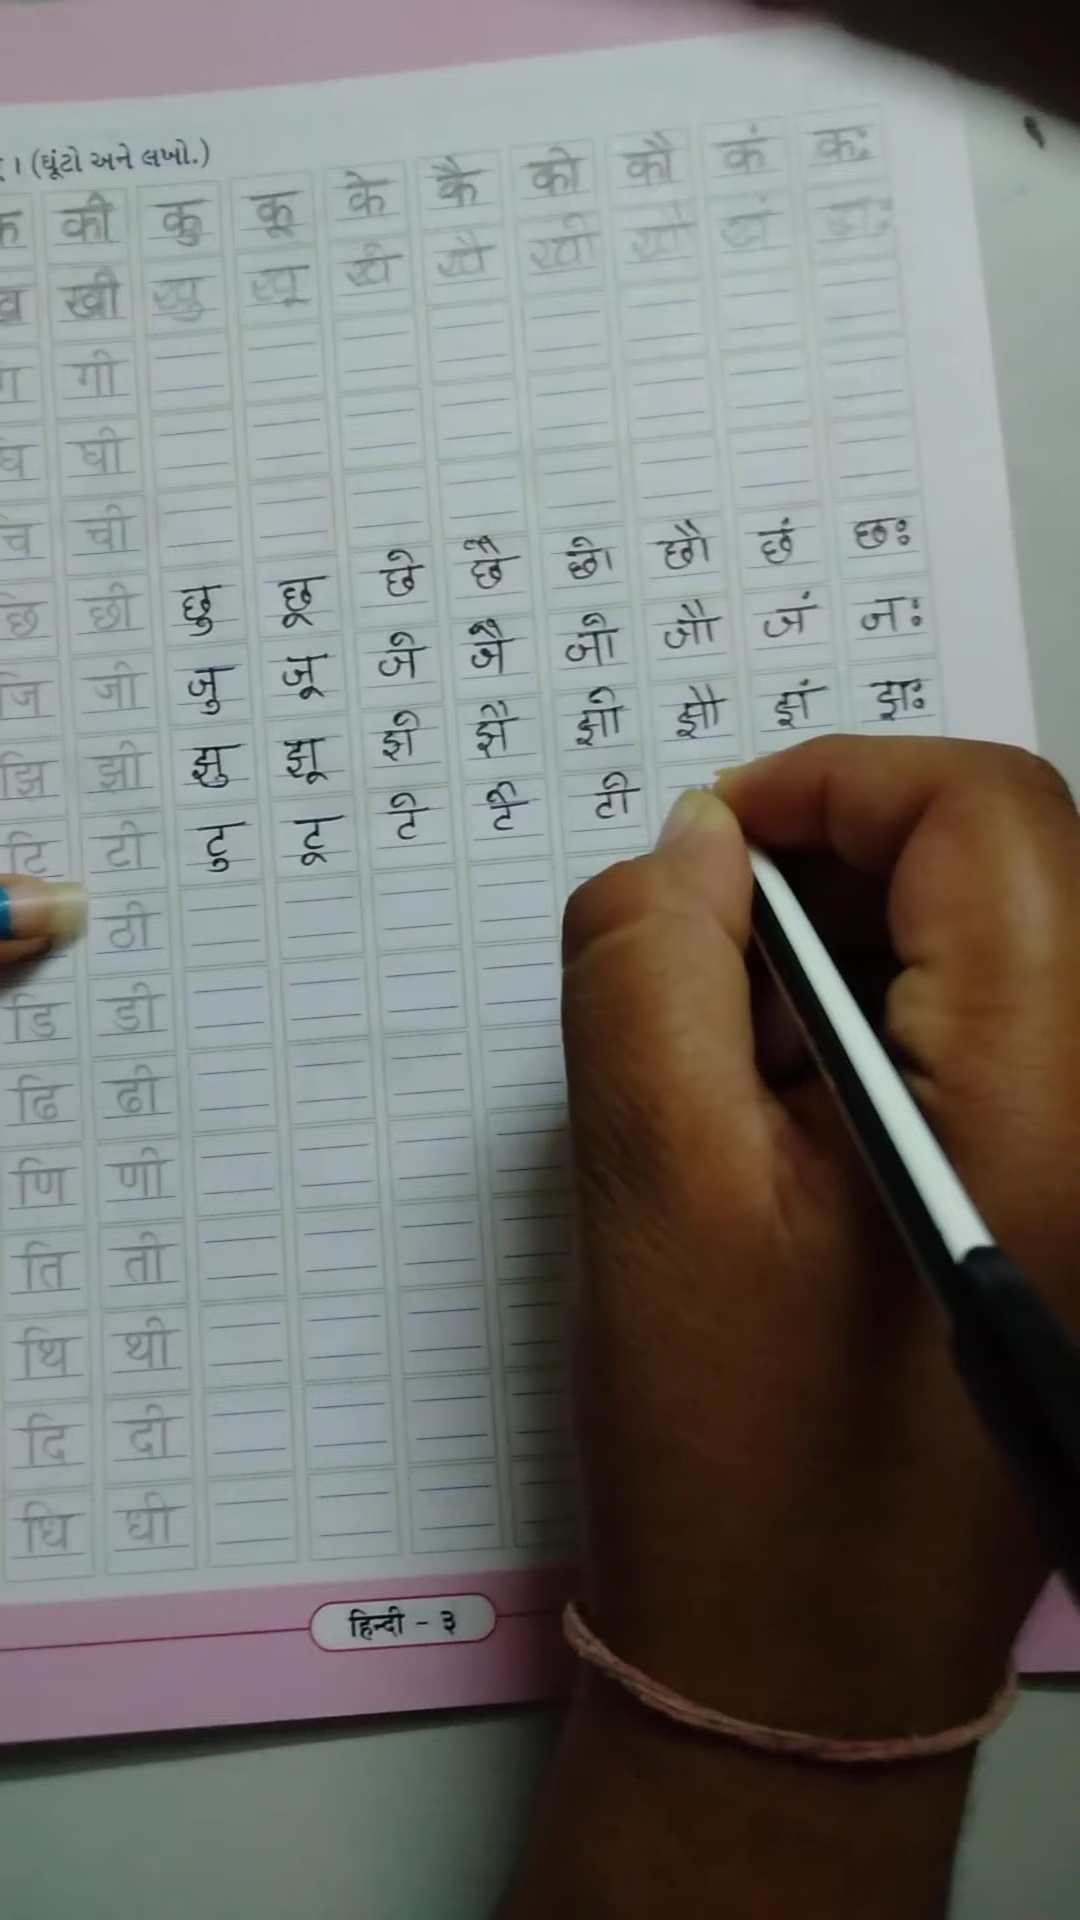 । (ઘૂંટો અને લખો.)
की कु कू के कै को कौ कं कः
खी खु खू खे खै खो खौ खं खः
गी
घी
ची
छी छु छू छे छै छो छौ छं छः
जि जी जु जू जे जै जो जौ जं जः
झि झी झु झू झे झै झो झौ झं झः
टि टी टु टू टे टै टो
ठी
डि डी
ढि ढी
णि णी
ति ती
थि थी
दि दी
धि धी
हिन्दी - ३